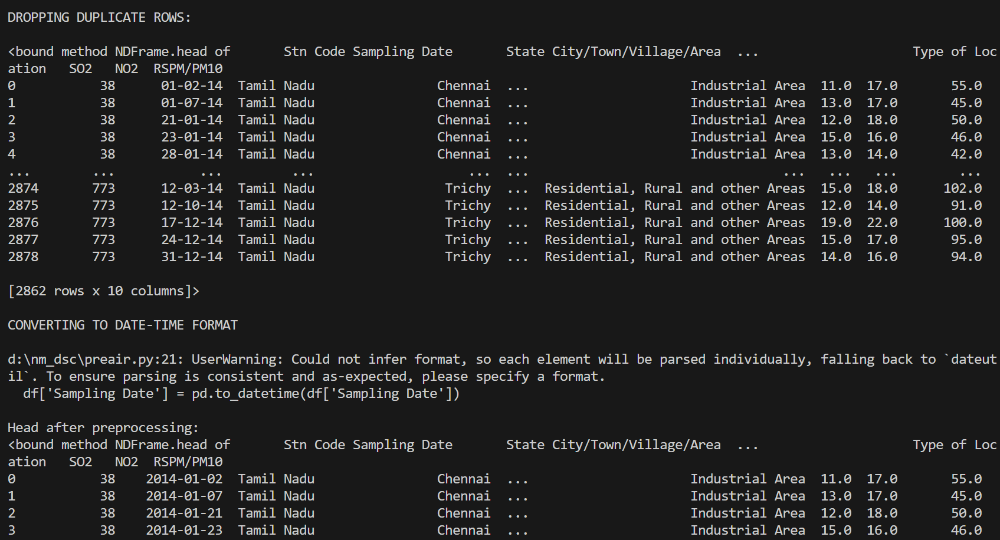 DROPPING DUPLICATE ROWS:
<bound method NDFrame.head of       Stn Code Sampling Date       State City/Town/Village/Area  ...                    Type of Loc
ation   SO2   NO2  RSPM/PM10
0           38      01-02-14  Tamil Nadu                Chennai  ...                     Industrial Area  11.0  17.0       55.0
1           38      01-07-14  Tamil Nadu                Chennai  ...                     Industrial Area  13.0  17.0       45.0
2           38      21-01-14  Tamil Nadu                Chennai  ...                     Industrial Area  12.0  18.0       50.0
3           38      23-01-14  Tamil Nadu                Chennai  ...                     Industrial Area  15.0  16.0       46.0
4           38      28-01-14  Tamil Nadu                Chennai  ...                     Industrial Area  13.0  14.0       42.0
...        ...           ...         ...                    ...  ...                                 ...   ...   ...        ...
2874       773      12-03-14  Tamil Nadu                 Trichy  ...  Residential, Rural and other Areas  15.0  18.0      102.0
2875       773      12-10-14  Tamil Nadu                 Trichy  ...  Residential, Rural and other Areas  12.0  14.0       91.0
2876       773      17-12-14  Tamil Nadu                 Trichy  ...  Residential, Rural and other Areas  19.0  22.0      100.0
2877       773      24-12-14  Tamil Nadu                 Trichy  ...  Residential, Rural and other Areas  15.0  17.0       95.0
2878       773      31-12-14  Tamil Nadu                 Trichy  ...  Residential, Rural and other Areas  14.0  16.0       94.0
[2862 rows x 10 columns]>
CONVERTING TO DATE-TIME FORMAT
d:\nm_dsc\preair.py:21: UserWarning: Could not infer format, so each element will be parsed individually, falling back to `dateut
il`. To ensure parsing is consistent and as-expected, please specify a format.
  df['Sampling Date'] = pd.to_datetime(df['Sampling Date'])
Head after preprocessing:
<bound method NDFrame.head of       Stn Code Sampling Date       State City/Town/Village/Area  ...                    Type of Loc
ation   SO2   NO2  RSPM/PM10
0           38    2014-01-02  Tamil Nadu                Chennai  ...                     Industrial Area  11.0  17.0       55.0
1           38    2014-01-07  Tamil Nadu                Chennai  ...                     Industrial Area  13.0  17.0       45.0
2           38    2014-01-21  Tamil Nadu                Chennai  ...                     Industrial Area  12.0  18.0       50.0
3           38    2014-01-23  Tamil Nadu                Chennai  ...                     Industrial Area  15.0  16.0       46.0